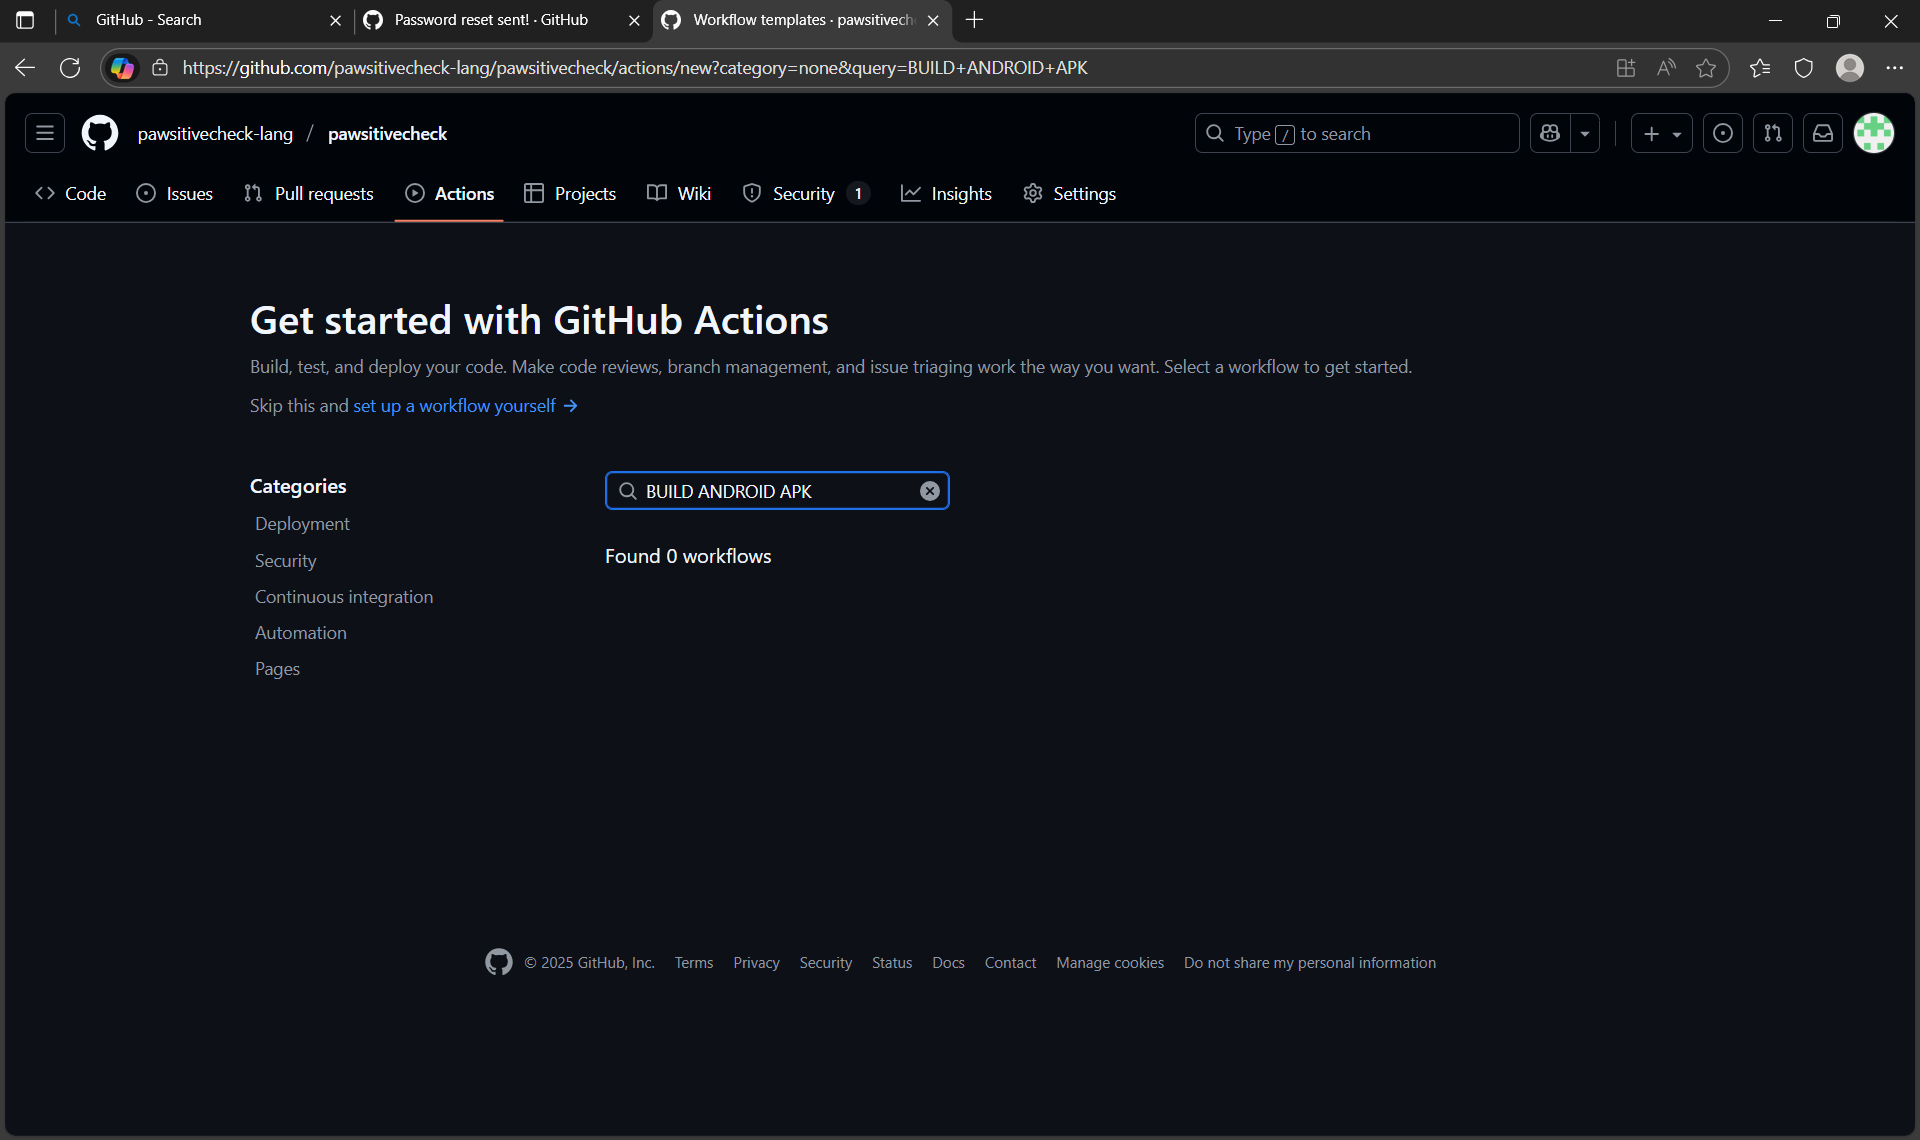 GitHub - Search
Password reset sent! · GitHub
Workflow templates · pawsitivech
https://github.com/pawsitivecheck-lang/pawsitivecheck/actions/new?category=none&query=BUILD+ANDROID+APK
pawsitivecheck-lang / pawsitivecheck
Type / to search
Code
Issues
Pull requests
Actions
Projects
Wiki
Security 1
Insights
Settings
Get started with GitHub Actions
Build, test, and deploy your code. Make code reviews, branch management, and issue triaging work the way you want. Select a workflow to get started.
Skip this and set up a workflow yourself →
Categories
Deployment
Security
Continuous integration
Automation
Pages
BUILD ANDROID APK
Found 0 workflows
© 2025 GitHub, Inc.
Terms
Privacy
Security
Status
Docs
Contact
Manage cookies
Do not share my personal information